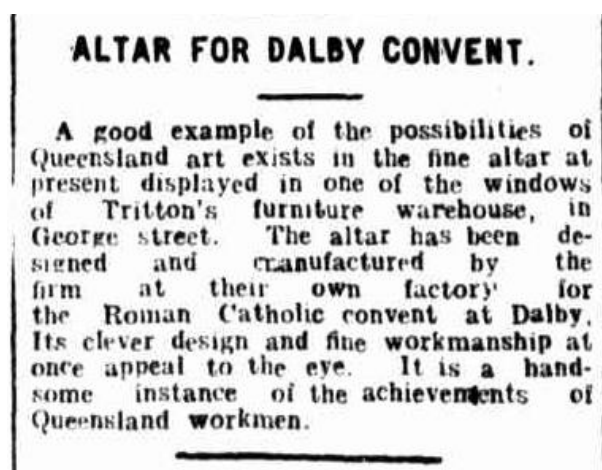 ALTAR FOR DALBY CONVENT.
A good example of the possibilities of
Queensland art exists in the fine altar at
present displayed in one of the windows
of Tritton's furniture warehouse, in
George street. The altar has been de-
signed and manufactured by the
firm at their own factory for
the Roman Catholic convent at Dalby.
Its clever design and fine workmanship at
once appeal to the eye. It is a hand-
some instance of the achievements of
Queensland workmen.